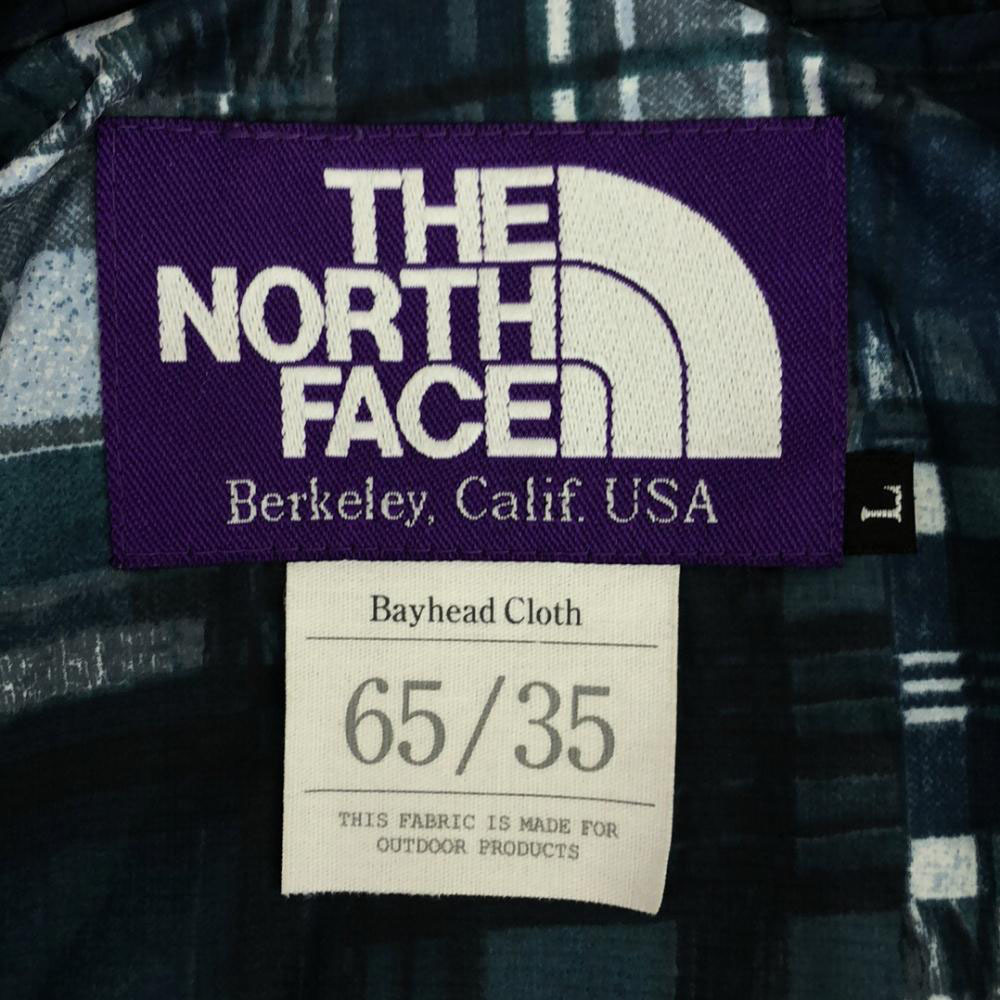 THE
NORTH
FACE
Berkeley, Calif. USA
L
Bayhead Cloth
65/35
THIS FABRIC IS MADE FOR
OUTDOOR PRODUCTS